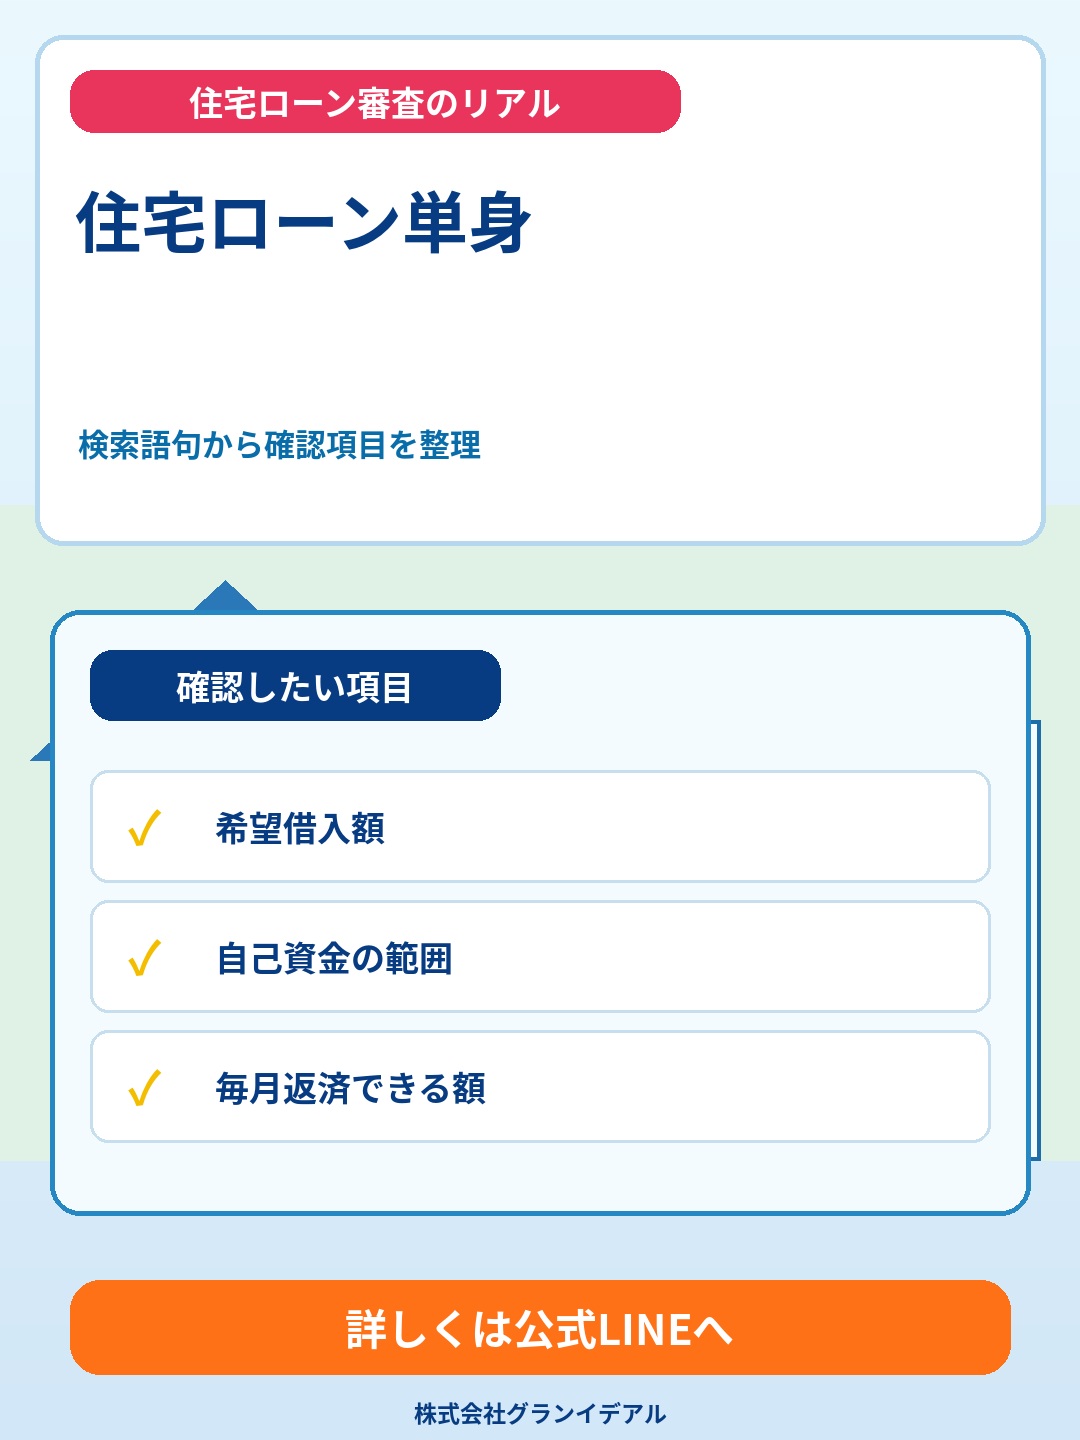 住宅ローン審査のリアル
住宅ローン単身
検索語句から確認項目を整理
確認したい項目
✓ 希望借入額
✓ 自己資金の範囲
✓ 毎月返済できる額
詳しくは公式LINEへ
株式会社グランイデアル